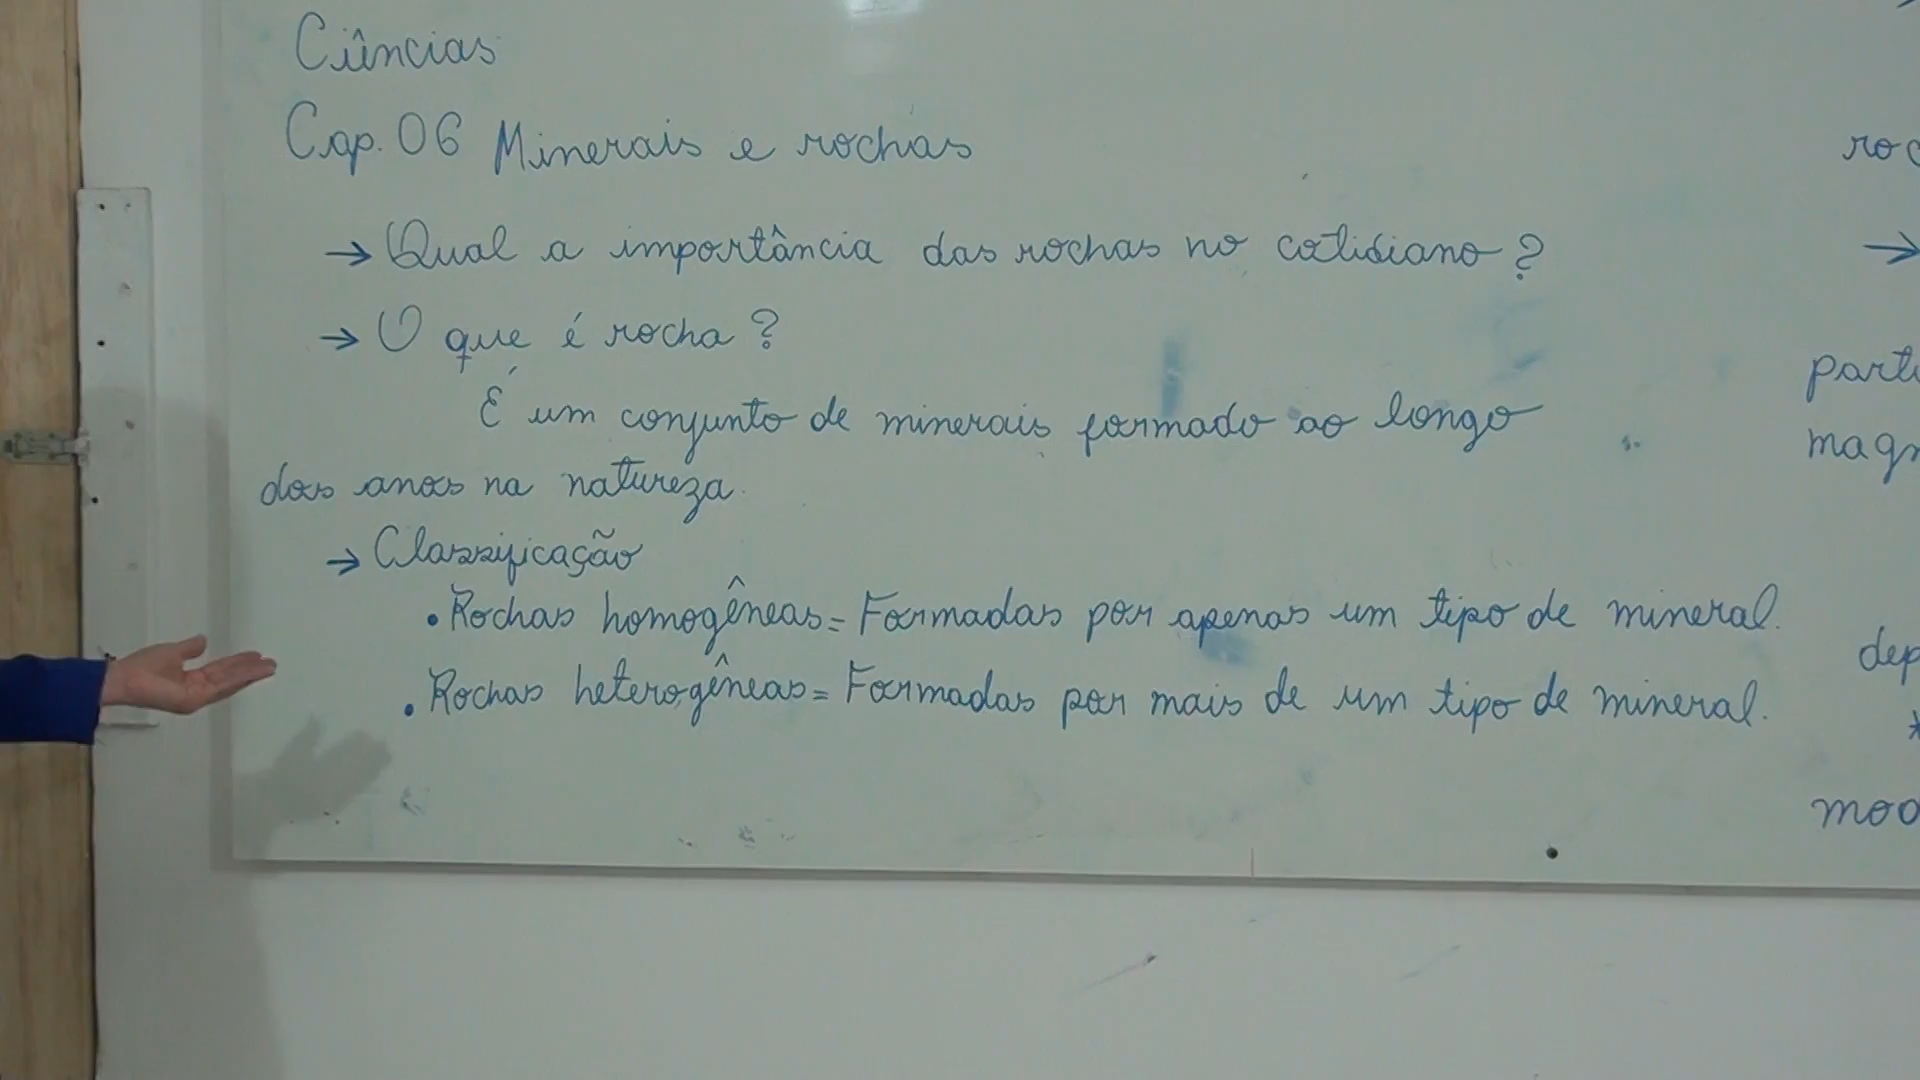 Ciências
Cap. 06 Minerais e rochas
→ Qual a importância das rochas no cotidiano?
→ O que é rocha?
É um conjunto de minerais formado ao longo
dos anos na natureza.
→ Classificação
• Rochas homogêneas = Formadas por apenas um tipo de mineral.
• Rochas heterogêneas = Formadas por mais de um tipo de mineral.